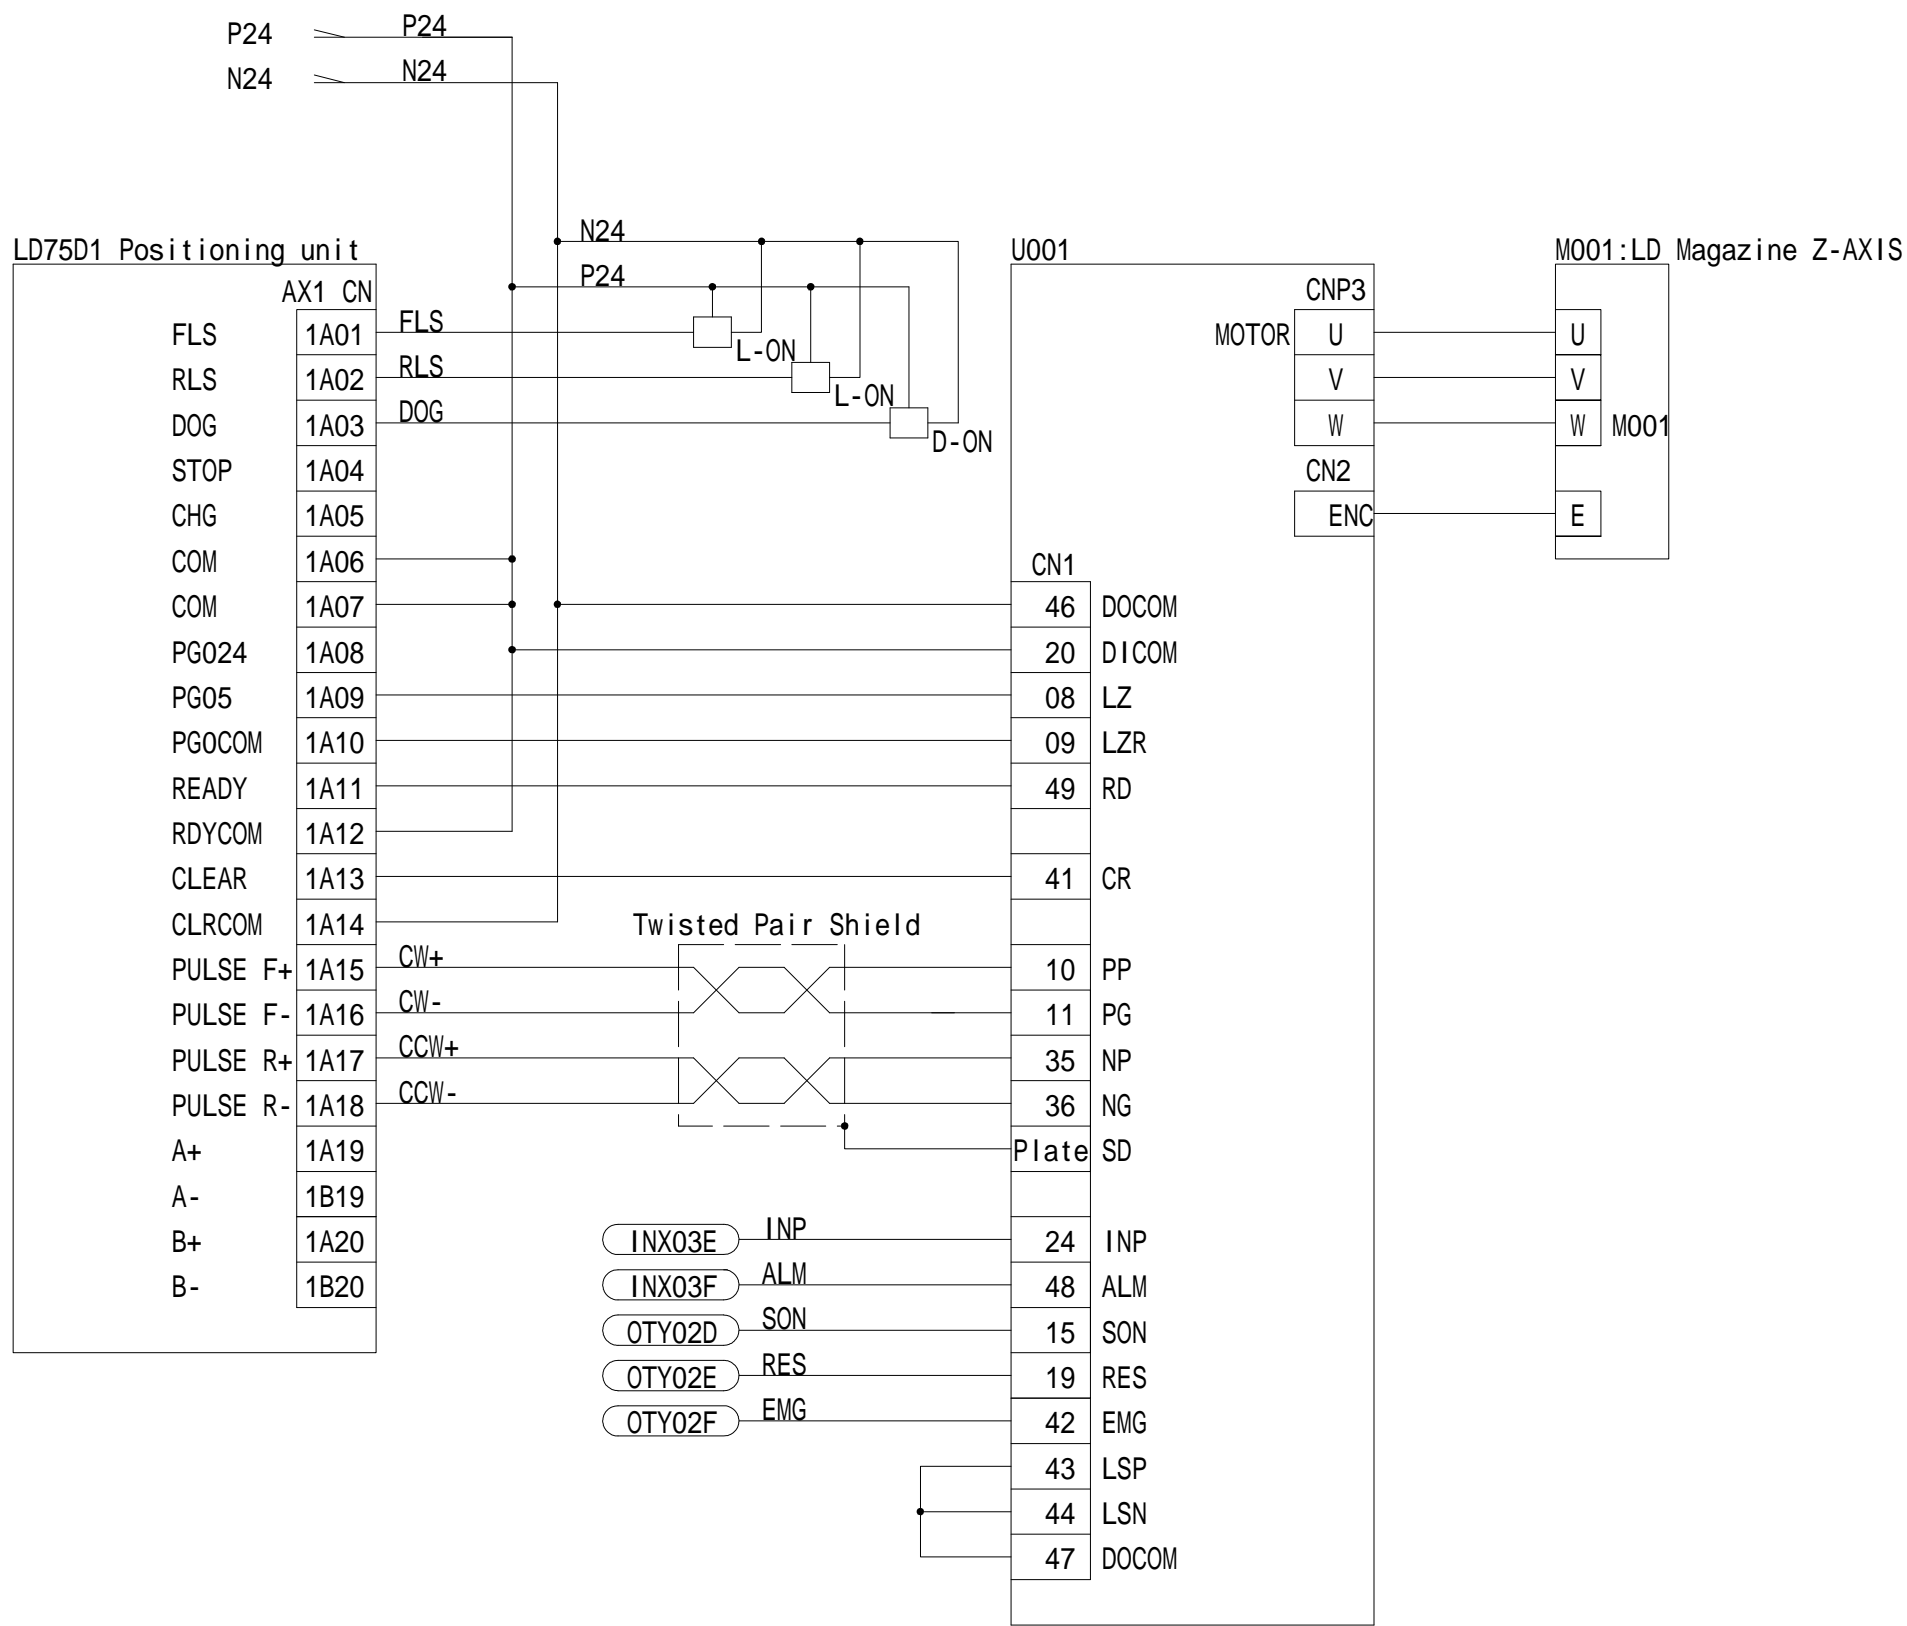 P24 P24
N24 N24
N24
P24
LD75D1 Positioning unit
AX1 CN
FLS 1A01 FLS L-ON
RLS 1A02 RLS L-ON
DOG 1A03 DOG D-ON
STOP 1A04
CHG 1A05
COM 1A06
COM 1A07
PG024 1A08
PG05 1A09
PG0COM 1A10
READY 1A11
RDYCOM 1A12
CLEAR 1A13
CLRCOM 1A14
PULSE F+ 1A15 CW+
PULSE F- 1A16 CW-
PULSE R+ 1A17 CCW+
PULSE R- 1A18 CCW-
A+ 1A19
A- 1B19
B+ 1A20
B- 1B20
Twisted Pair Shield
INX03E INP
INX03F ALM
OTY02D SON
OTY02E RES
OTY02F EMG
U001
CNP3
MOTOR U
V
W
CN2
ENC
CN1
46 DOCOM
20 DICOM
08 LZ
09 LZR
49 RD
41 CR
10 PP
11 PG
35 NP
36 NG
Plate SD
24 INP
48 ALM
15 SON
19 RES
42 EMG
43 LSP
44 LSN
47 DOCOM
M001:LD Magazine Z-AXIS
U
V
W M001
E